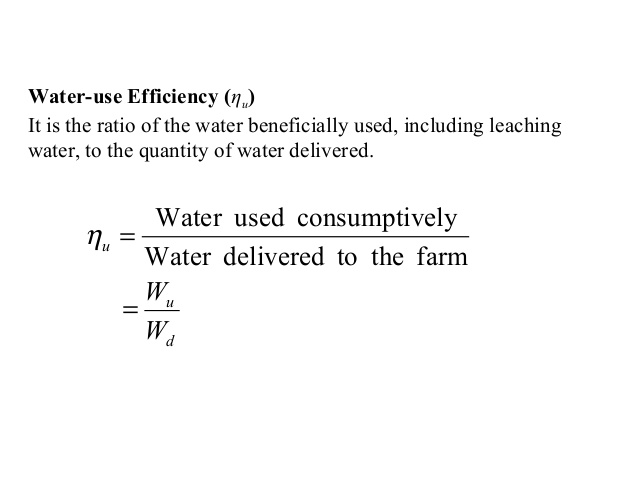 Water-use Efficiency (ηu)
It is the ratio of the water beneficially used, including leaching
water, to the quantity of water delivered.
ηu = Water used consumptively / Water delivered to the farm
= Wu / Wd